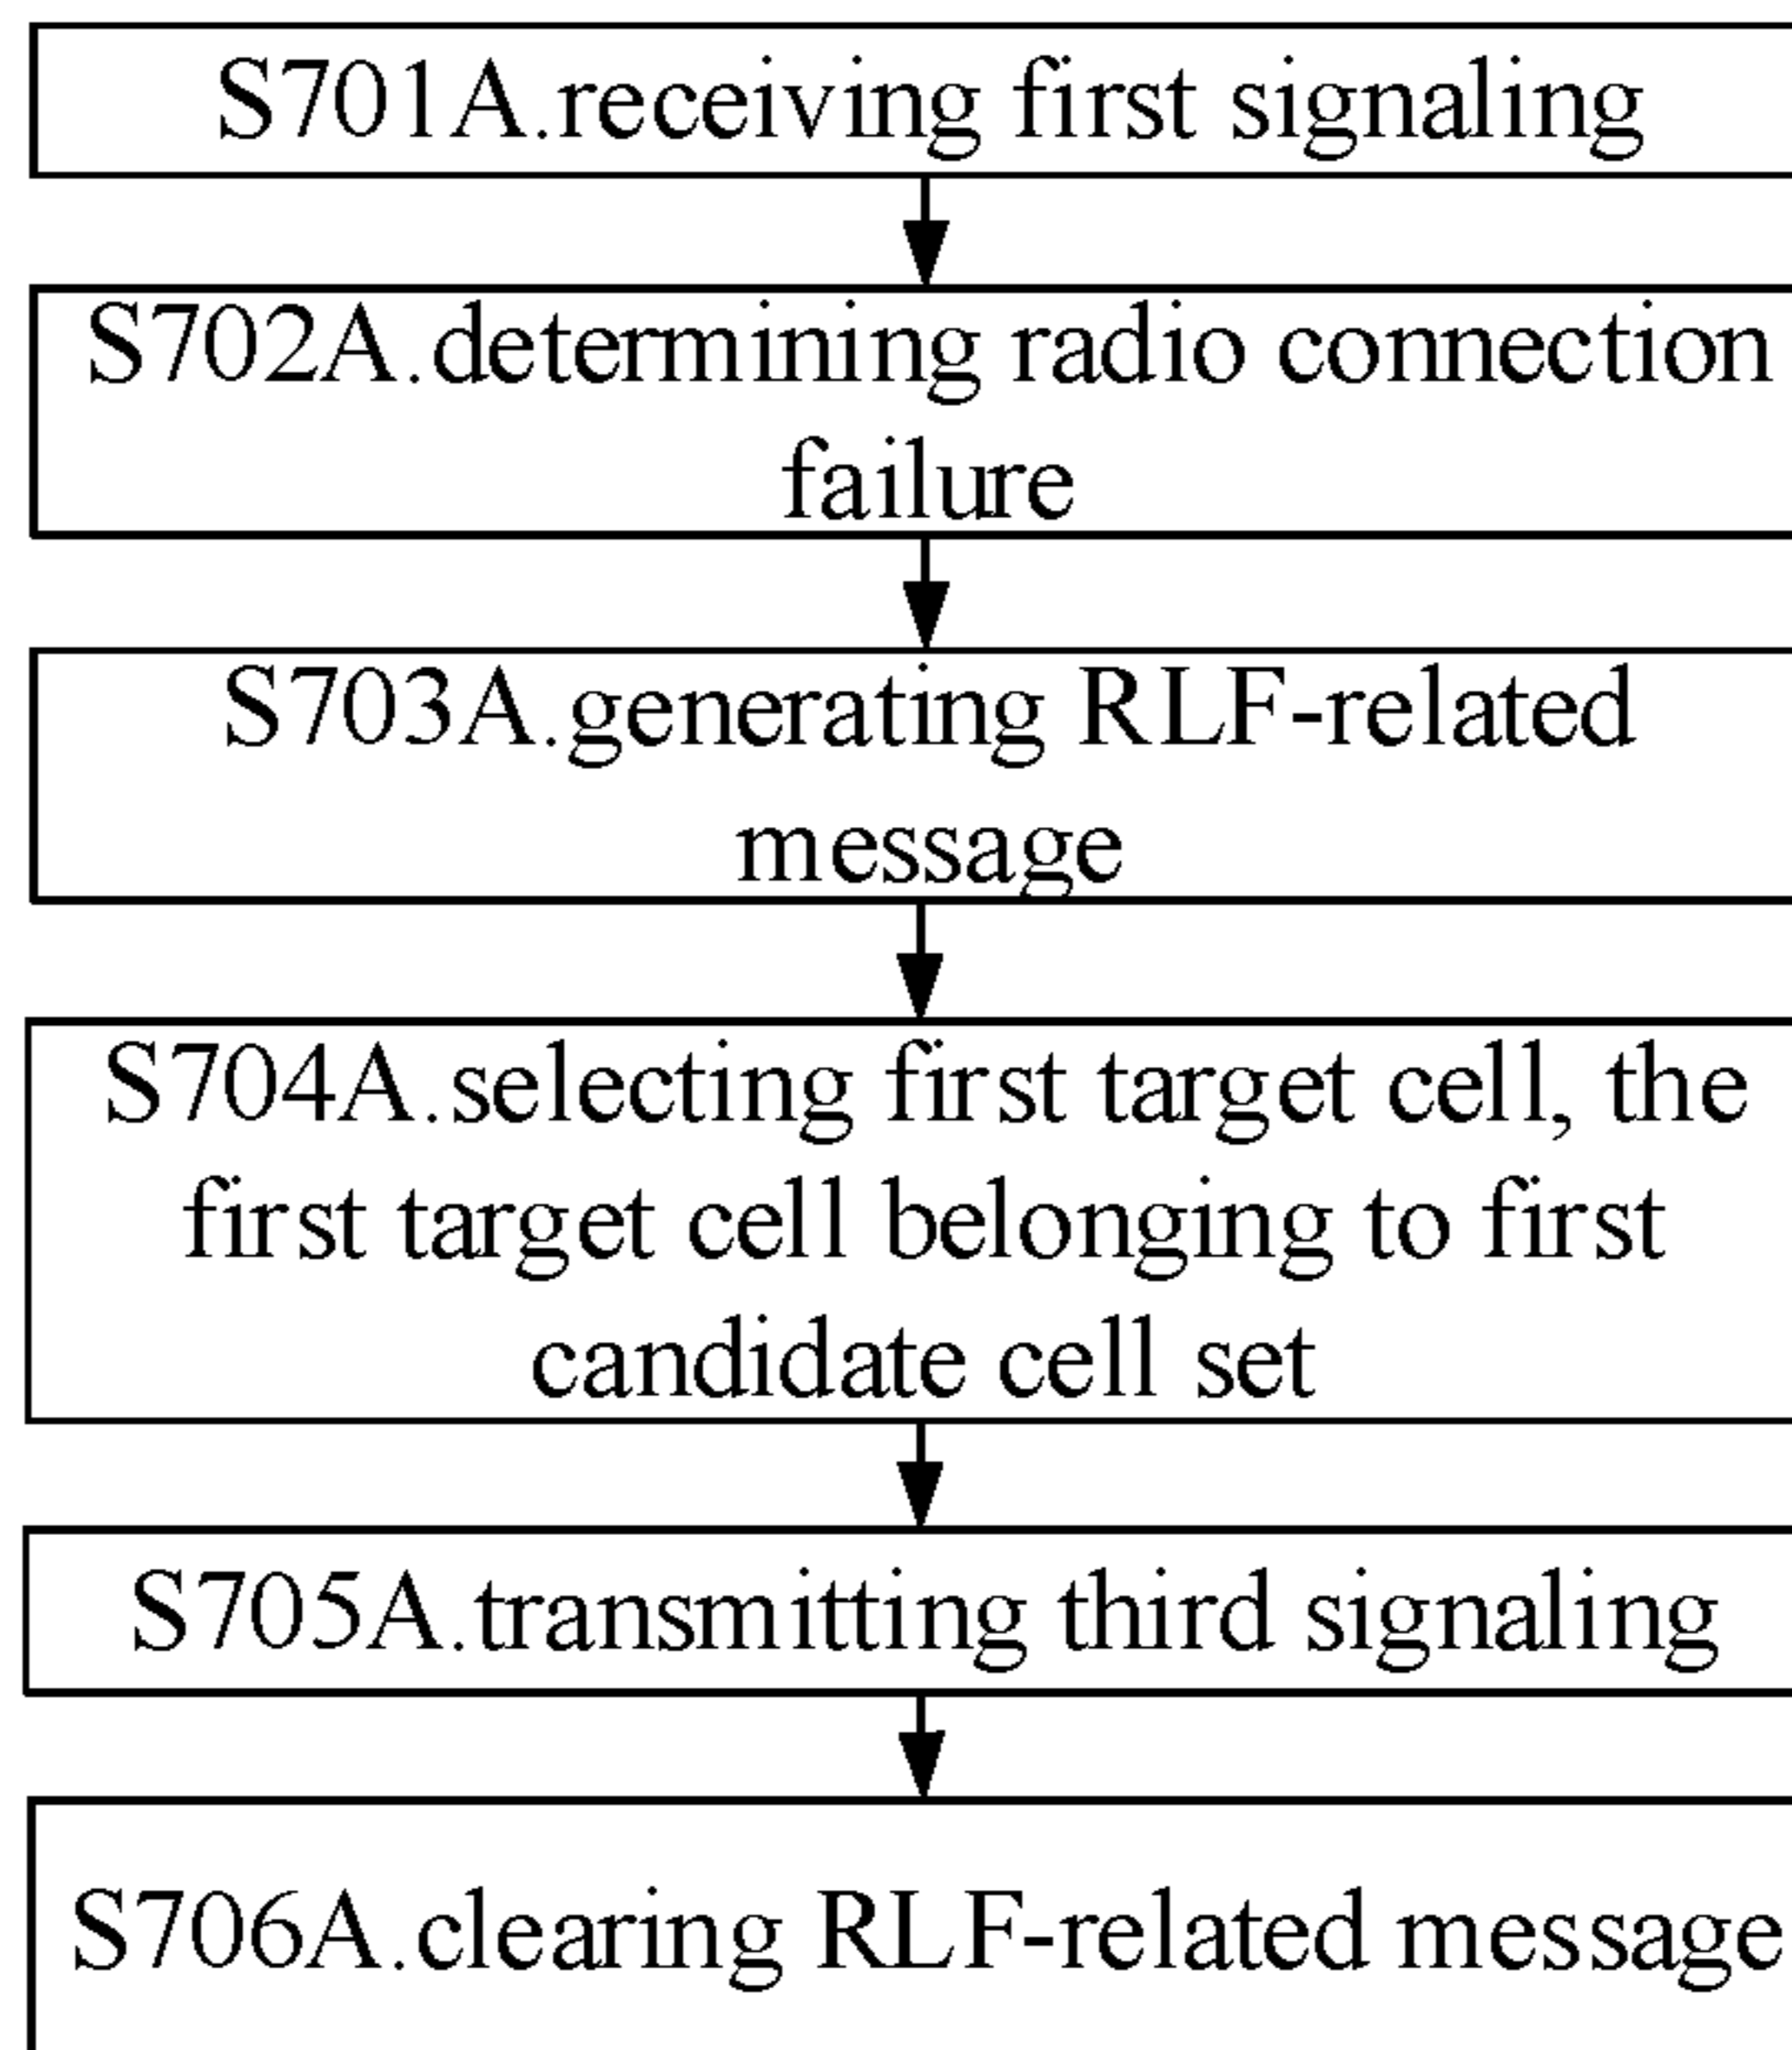 S701A.receiving first signaling
S702A.determining radio connection
failure
S703A.generating RLF-related
message
S704A.selecting first target cell, the
first target cell belonging to first
candidate cell set
S705A.transmitting third signaling
S706A.clearing RLF-related message